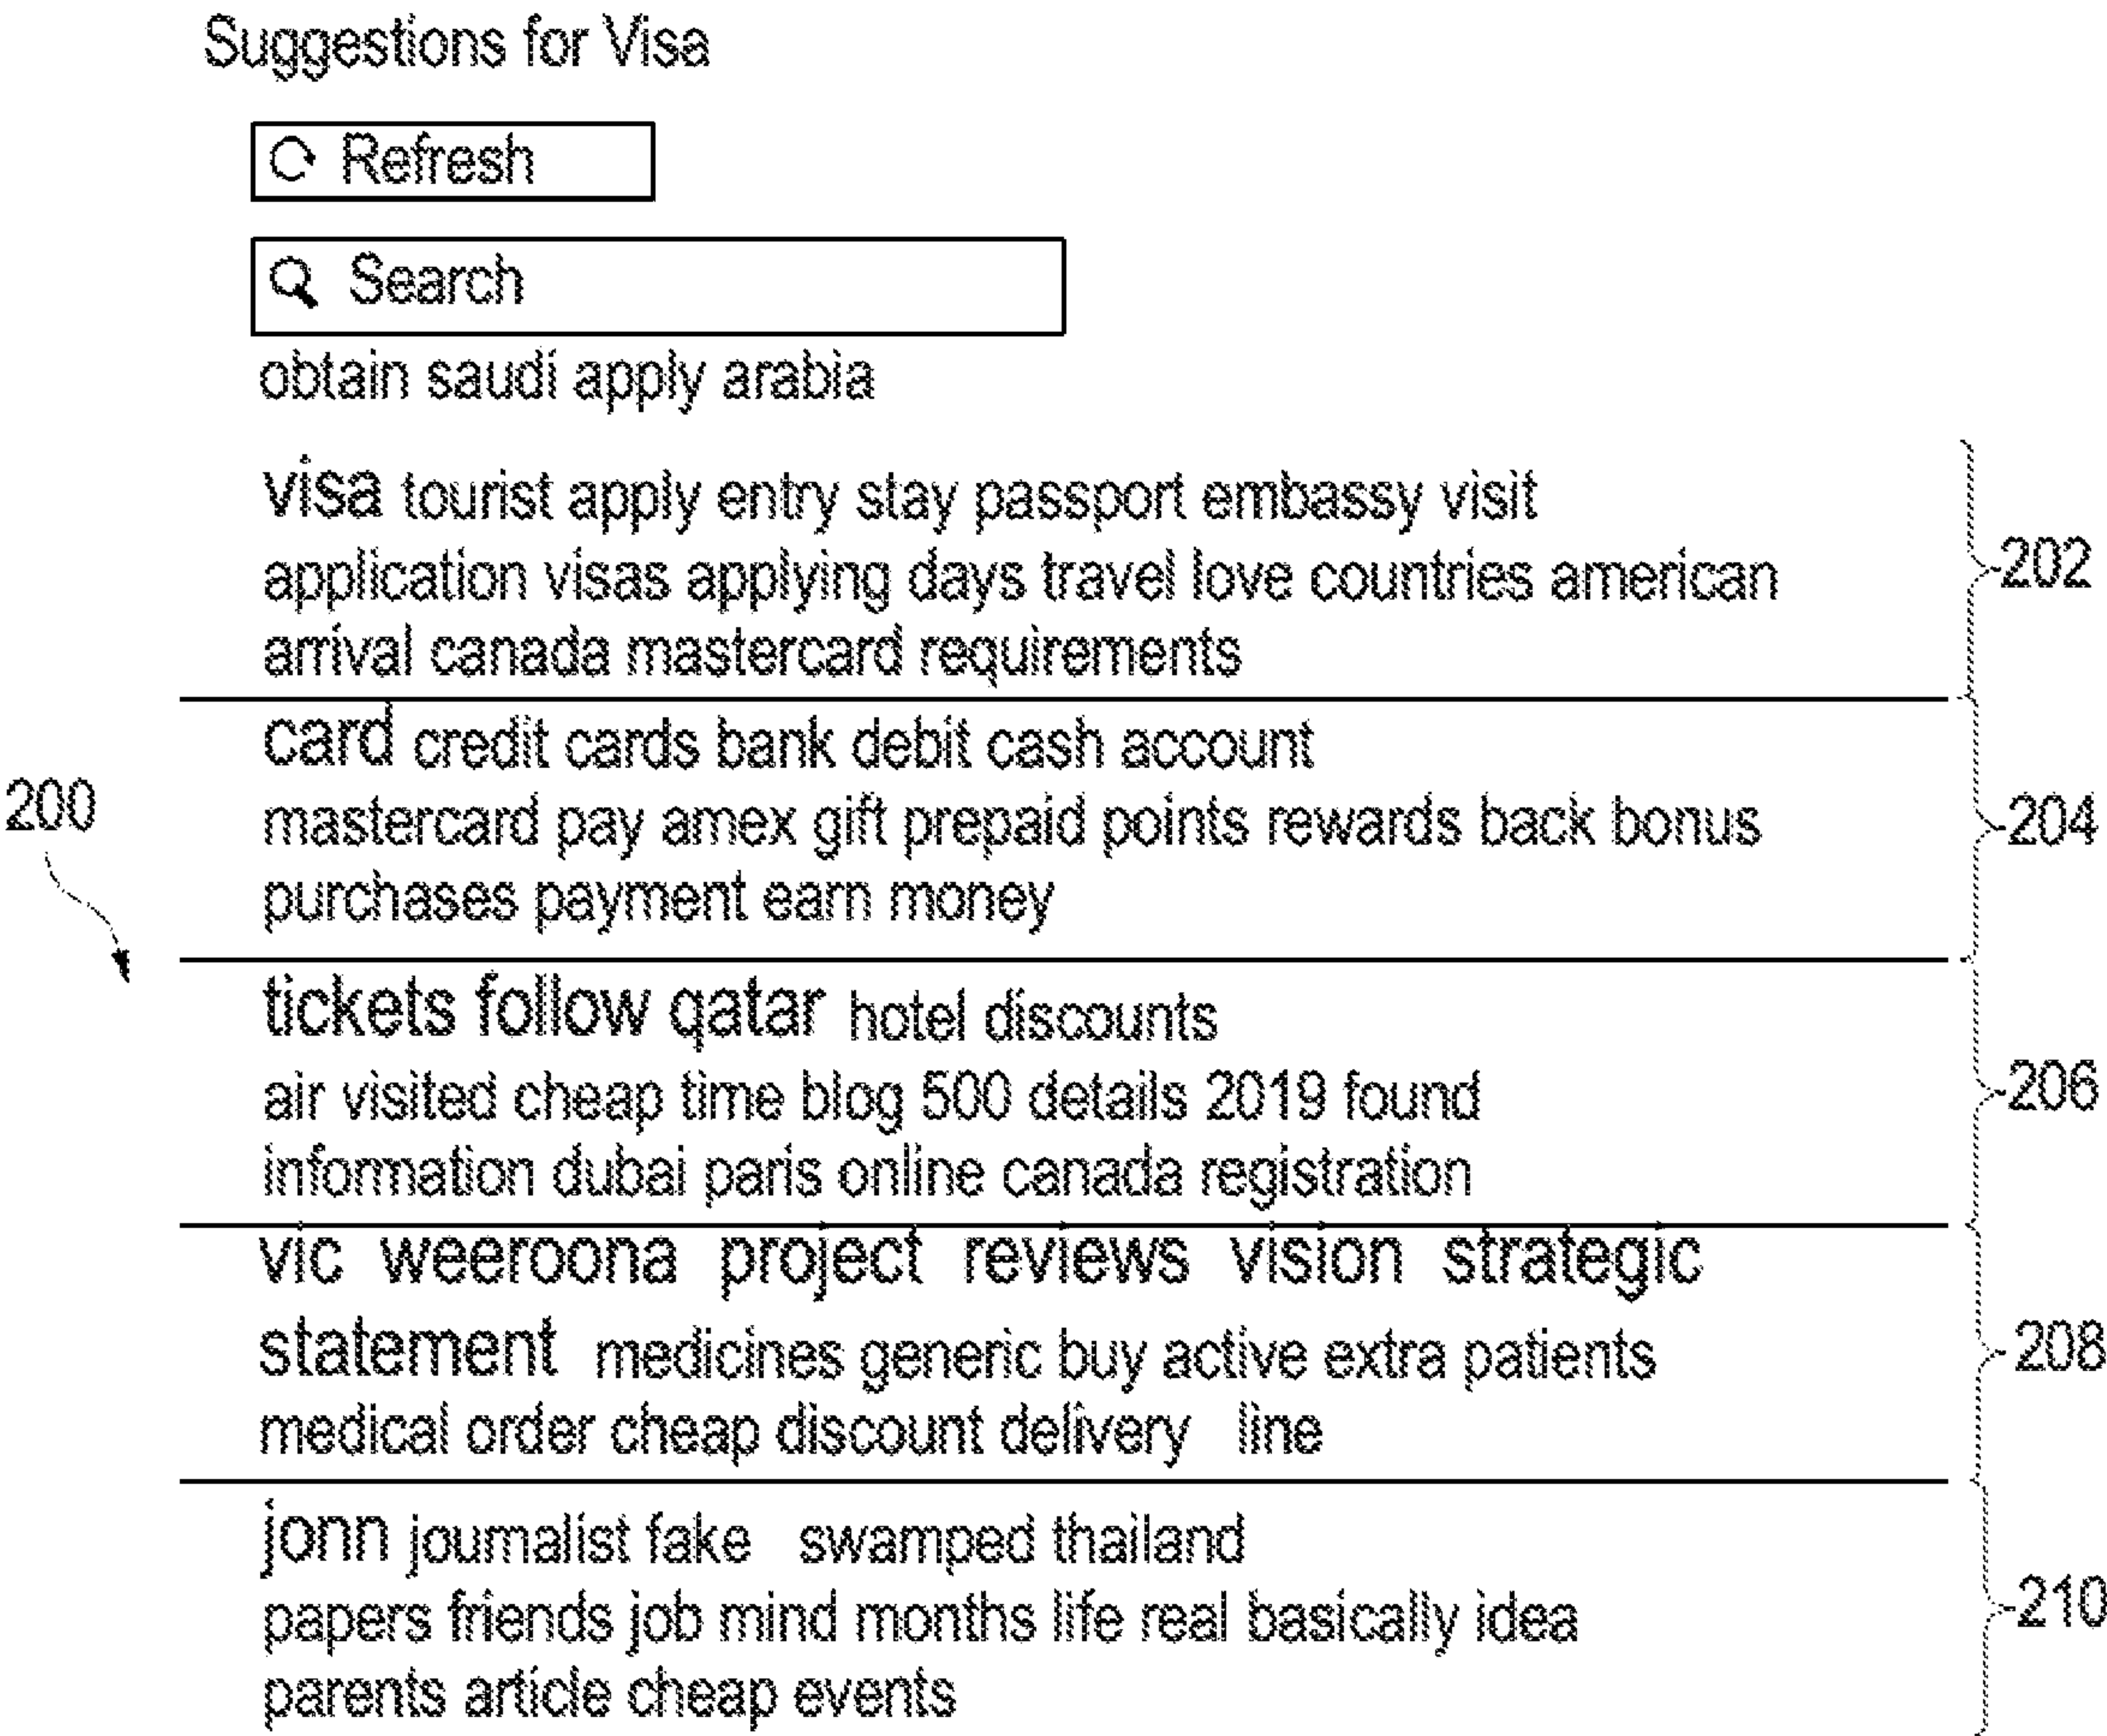 Suggestions for Visa
Refresh
Search
obtain saudi apply arabia
visa tourist apply entry stay passport embassy visit
application visas applying days travel love countries american
arrival canada mastercard requirements
202
card credit cards bank debit cash account
mastercard pay amex gift prepaid points rewards back bonus
purchases payment earn money
204
200
tickets follow qatar hotel discounts
air visited cheap time blog 500 details 2019 found
information dubai paris online canada registration
206
vic weeroona project reviews vision strategic
statement medicines generic buy active extra patients
medical order cheap discount delivery line
208
jonn journalist fake swamped thailand
papers friends job mind months life real basically idea
parents article cheap events
210